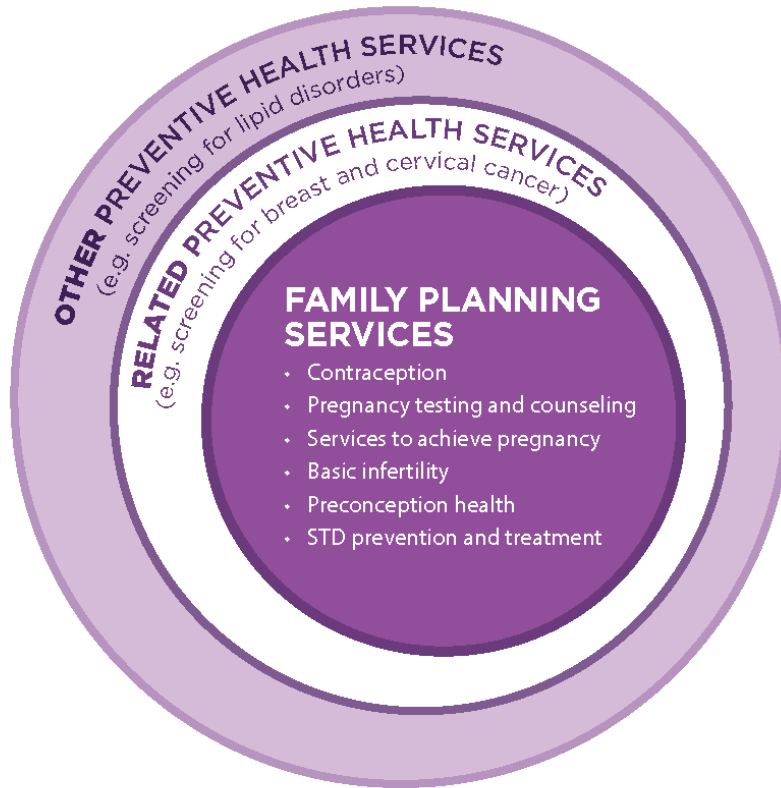 OTHER PREVENTIVE HEALTH SERVICES
(e.g. screening for lipid disorders)
RELATED PREVENTIVE HEALTH SERVICES
(e.g. screening for breast and cervical cancer)
FAMILY PLANNING
SERVICES
• Contraception
• Pregnancy testing and counseling
• Services to achieve pregnancy
• Basic infertility
• Preconception health
• STD prevention and treatment